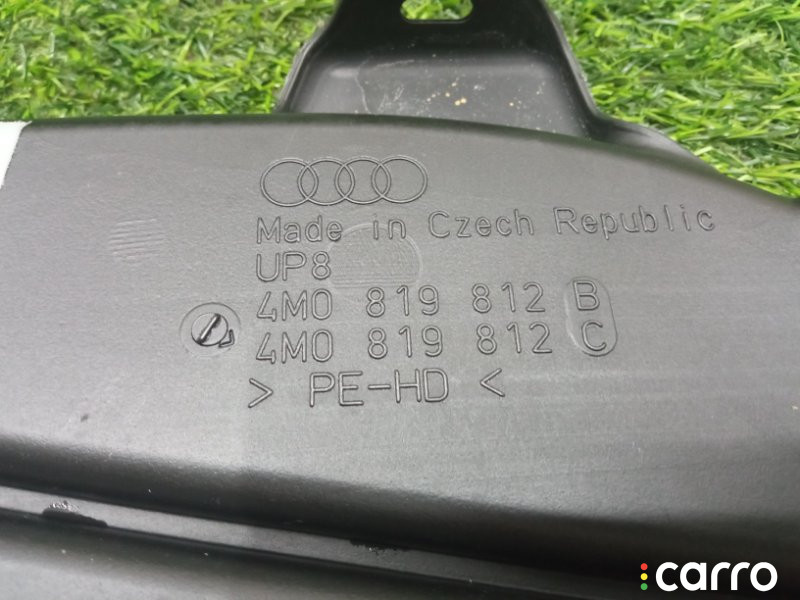 Made in Czech Republic
UP8
4M0 819 812 B
4M0 819 812 C
> PE-HD <
carro